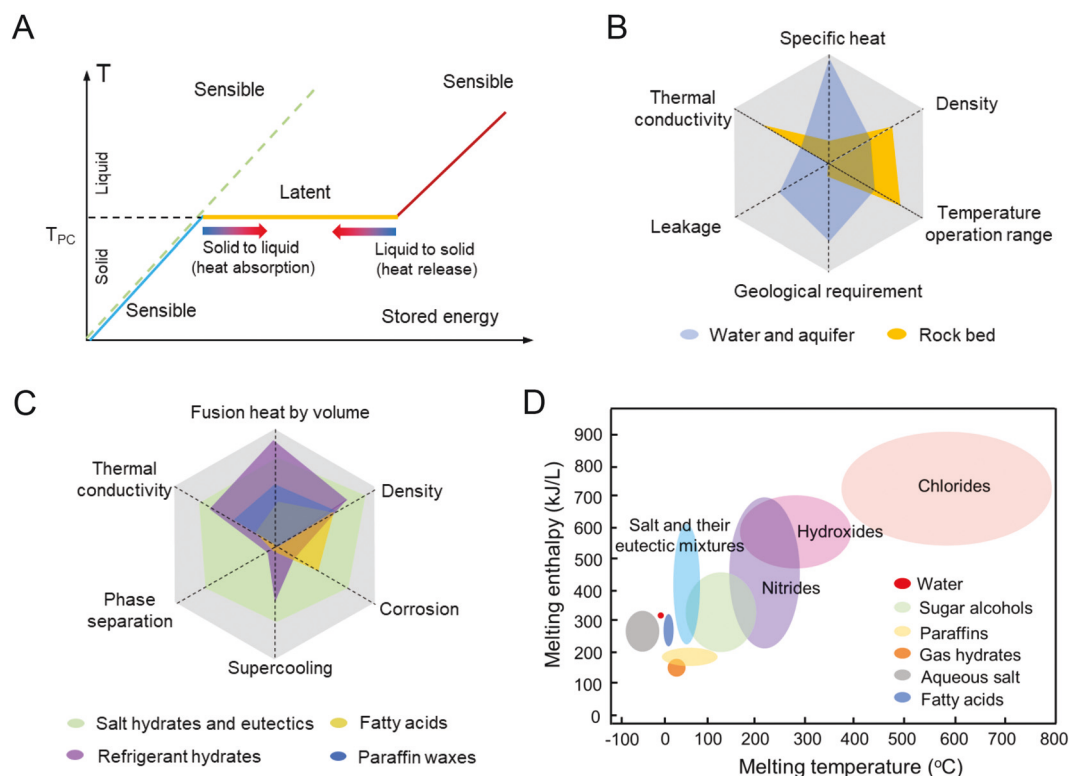 A
T
Sensible
Sensible
Liquid
Latent
T_PC
Solid to liquid
(heat absorption)
Liquid to solid
(heat release)
Solid
Sensible
Stored energy
B
Specific heat
Thermal
conductivity
Density
Leakage
Temperature
operation range
Geological requirement
Water and aquifer
Rock bed
C
Fusion heat by volume
Thermal
conductivity
Density
Phase
separation
Corrosion
Supercooling
Salt hydrates and eutectics
Fatty acids
Refrigerant hydrates
Paraffin waxes
D
Melting enthalpy (kJ/L)
900
800
700
600
500
400
300
200
100
0
Chlorides
Salt and their
eutectic mixtures
Hydroxides
Nitrides
Water
Sugar alcohols
Paraffins
Gas hydrates
Aqueous salt
Fatty acids
-100 0 100 200 300 400 500 600 700 800
Melting temperature (°C)